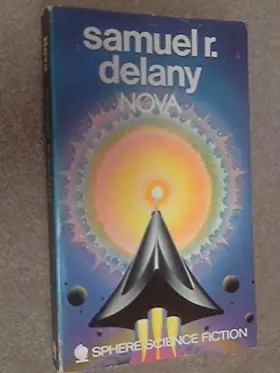 samuel r.
delany
NOVA
SPHERE SCIENCE FICTION